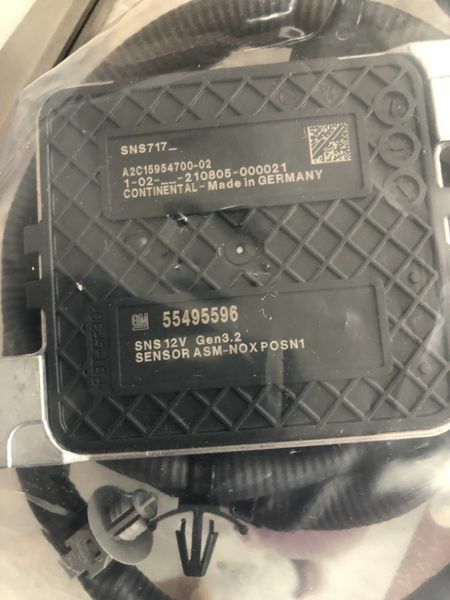 SNS717_
A2C15954700-02
1-02-__-210805-000021
CONTINENTAL - Made in GERMANY
GM 55495596
SNS 12V Gen3.2
SENSOR ASM-NOX POSN1